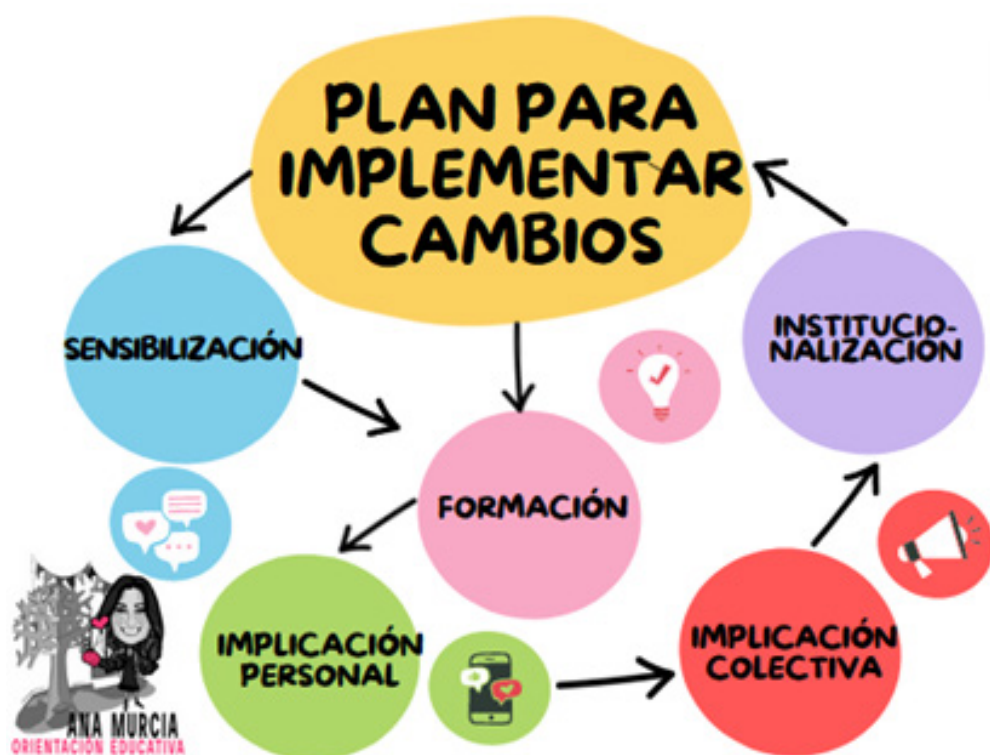 PLAN PARA
IMPLEMENTAR
CAMBIOS
SENSIBILIZACIÓN
INSTITUCIO-
NALIZACIÓN
FORMACIÓN
IMPLICACIÓN
PERSONAL
IMPLICACIÓN
COLECTIVA
ANA MURCIA
ORIENTACIÓN EDUCATIVA